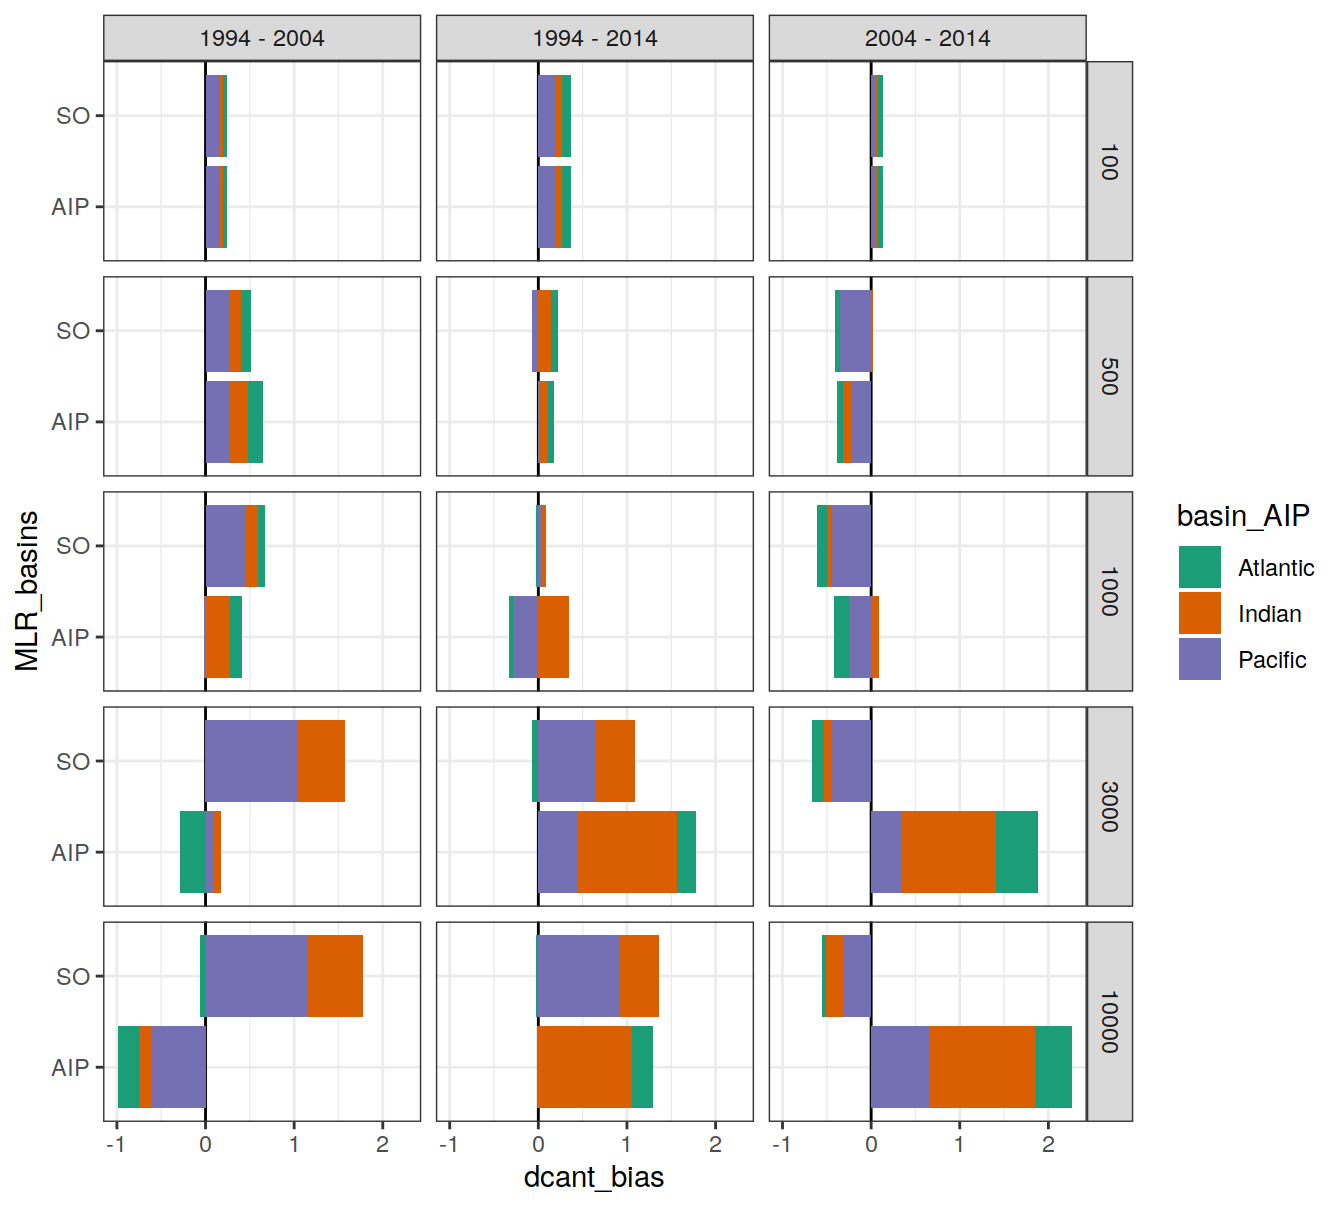 1994 - 2004
1994 - 2014
2004 - 2014
SO
AIP
100
SO
AIP
500
SO
AIP
1000
SO
AIP
3000
SO
AIP
10000
-1 0 1 2
-1 0 1 2
-1 0 1 2
dcant_bias
MLR_basins
basin_AIP
Atlantic
Indian
Pacific